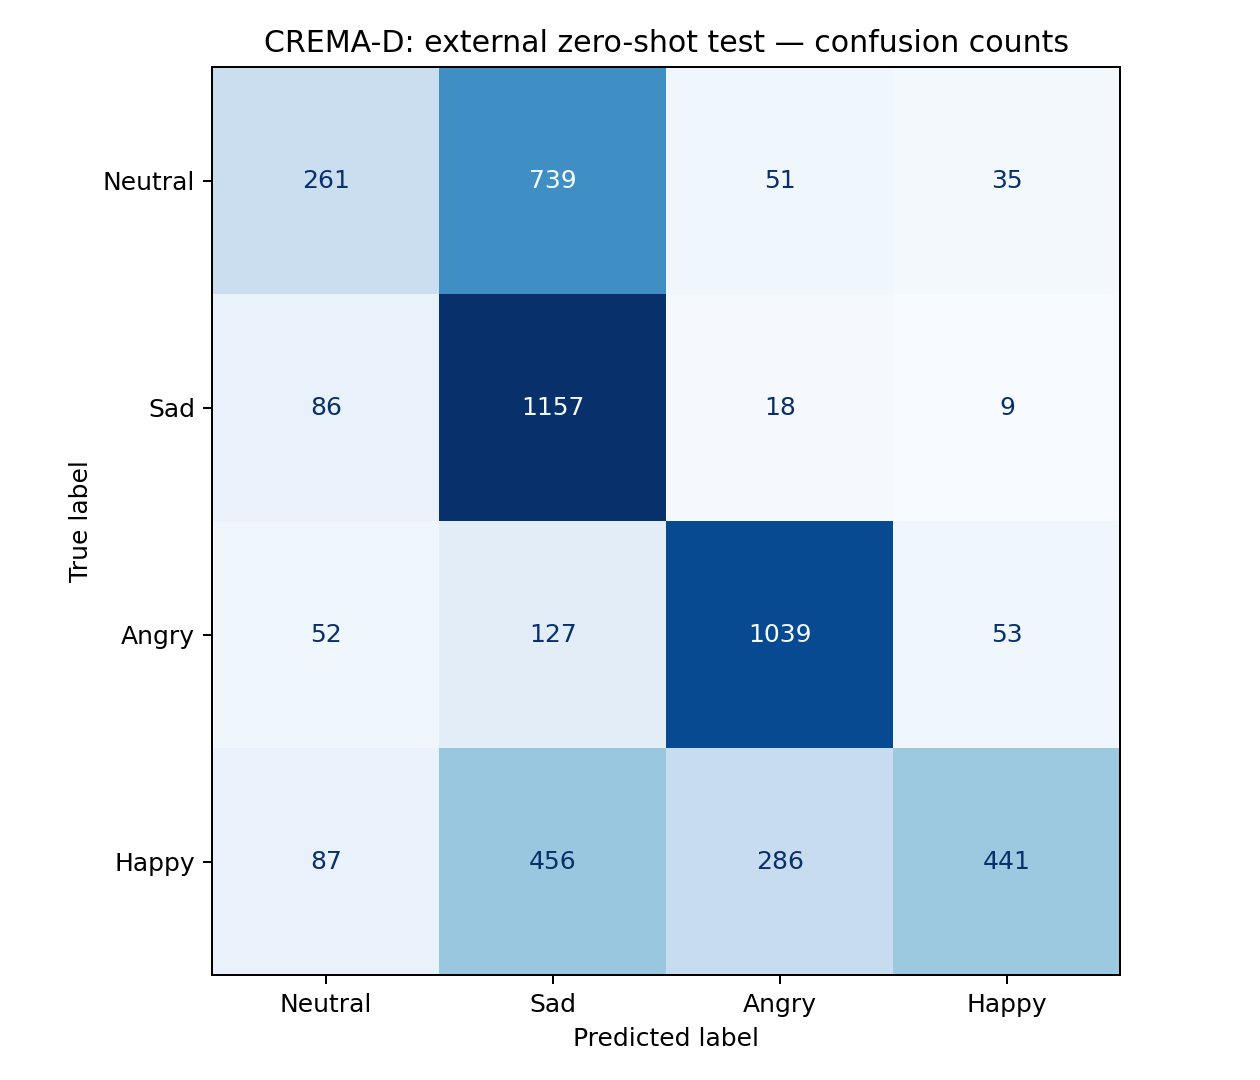 CREMA-D: external zero-shot test — confusion counts
Neutral 261 739 51 35
Sad 86 1157 18 9
Angry 52 127 1039 53
Happy 87 456 286 441
True label
Neutral Sad Angry Happy
Predicted label